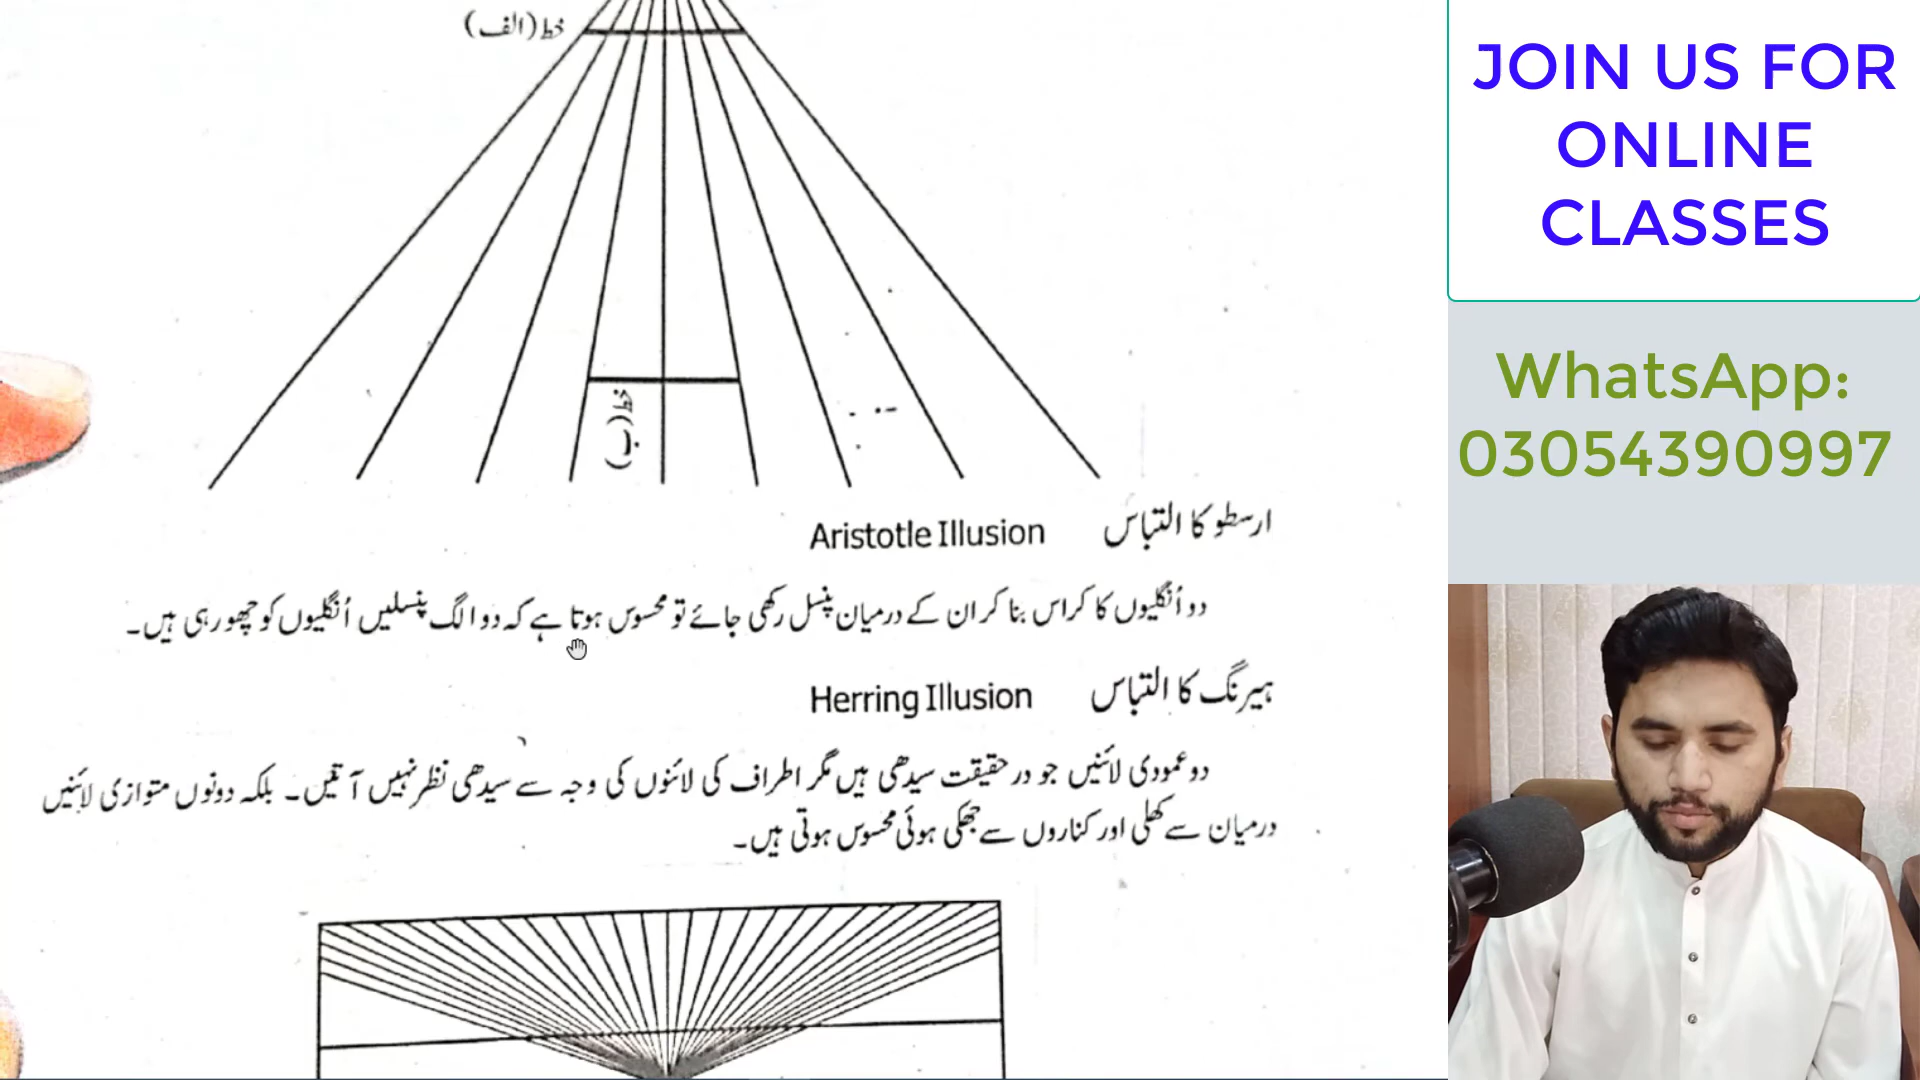 خط (الف)
خط (ب)
ارسطو کا التباس Aristotle Illusion
دو اُنگلیوں کا کراس بنا کر ان کے درمیان پنسل رکھی جائے تو محسوس ہوتا ہے کہ دو الگ پنسلیں اُنگلیوں کو چھو رہی ہیں۔
ہیرنگ کا التباس Herring Illusion
دو عمودی لائنیں جو درحقیقت سیدھی ہیں مگر اطراف کی لائنوں کی وجہ سے سیدھی نظر نہیں آتیں۔ بلکہ دونوں متوازی لائنیں
درمیان سے کھلی اور کناروں سے جھکی ہوئی محسوس ہوتی ہیں۔
JOIN US FOR
ONLINE
CLASSES
WhatsApp:
03054390997